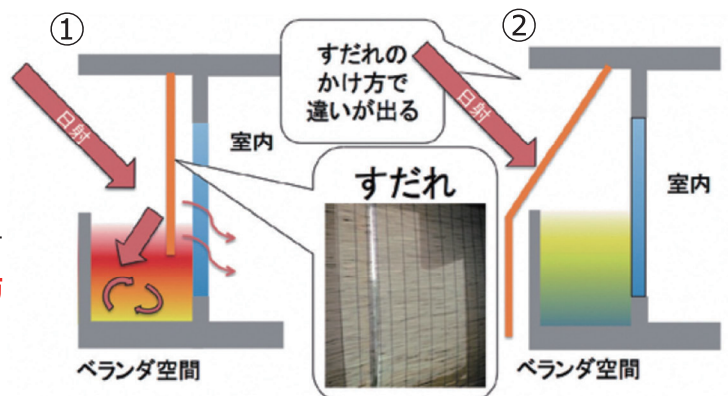 ①
日射
室内
ベランダ空間
すだれの
かけ方で
違いが出る
すだれ
②
日射
室内
ベランダ空間